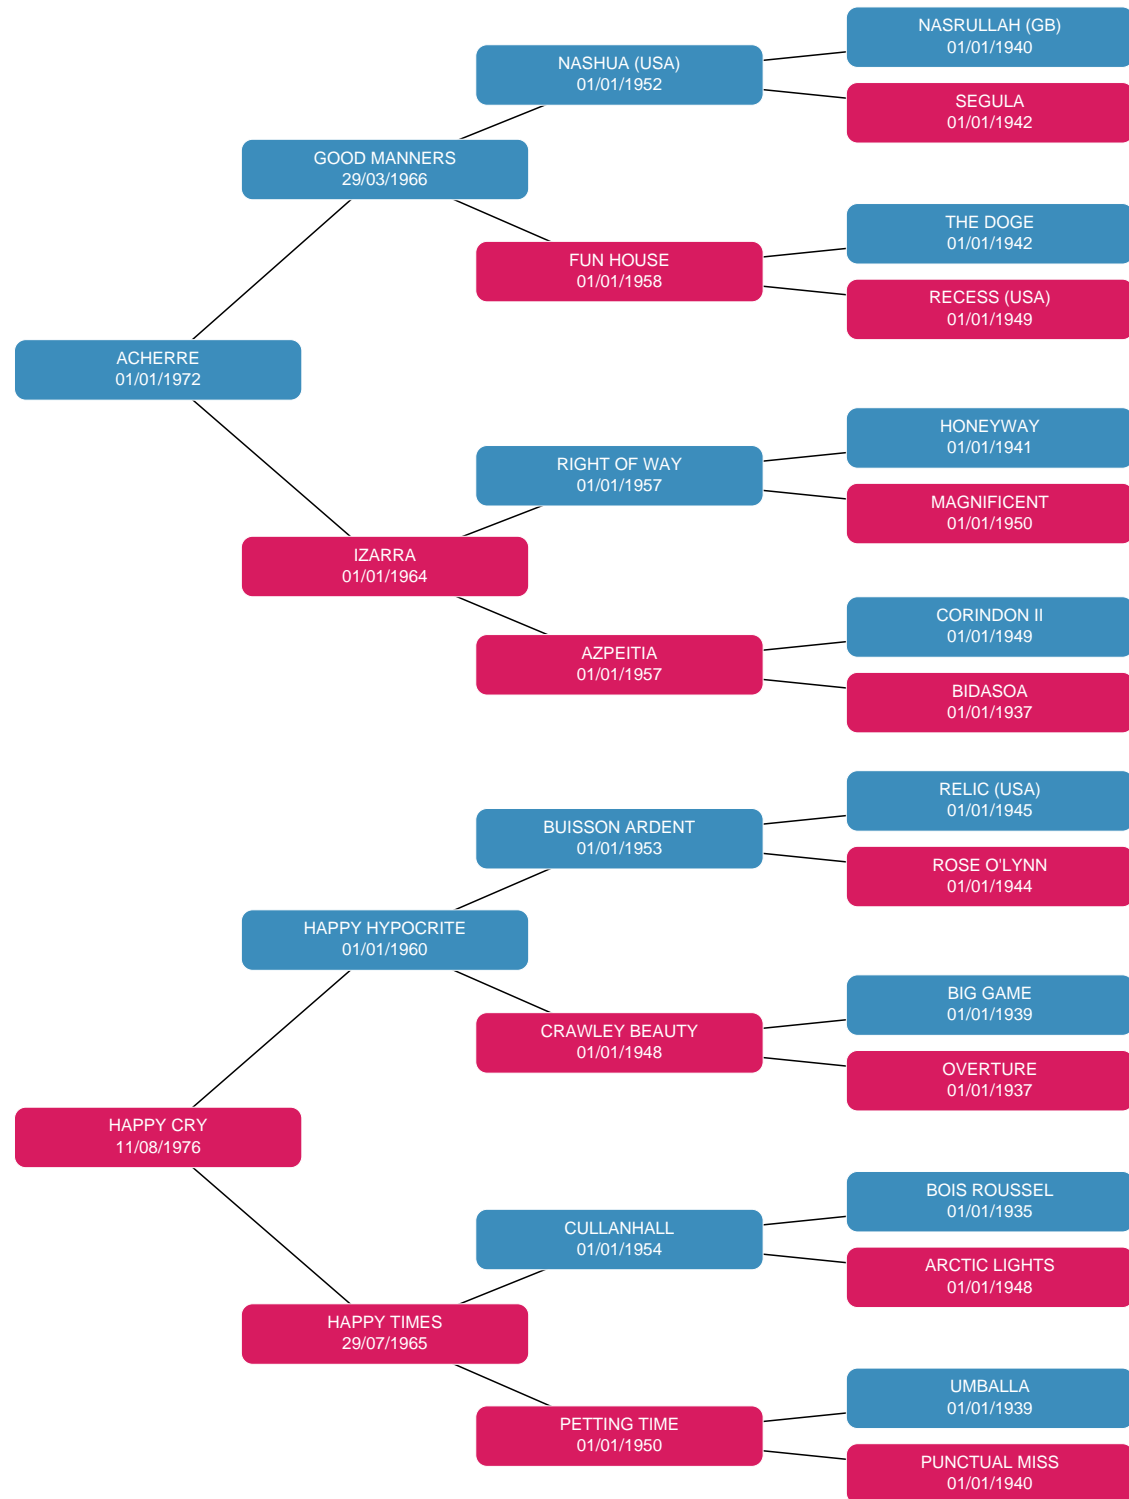 NASRULLAH (GB)
01/01/1940
NASHUA (USA)
01/01/1952
SEGULA
01/01/1942
GOOD MANNERS
29/03/1966
THE DOGE
01/01/1942
FUN HOUSE
01/01/1958
RECESS (USA)
01/01/1949
ACHERRE
01/01/1972
HONEYWAY
01/01/1941
RIGHT OF WAY
01/01/1957
MAGNIFICENT
01/01/1950
IZARRA
01/01/1964
CORINDON II
01/01/1949
AZPEITIA
01/01/1957
BIDASOA
01/01/1937
RELIC (USA)
01/01/1945
BUISSON ARDENT
01/01/1953
ROSE O'LYNN
01/01/1944
HAPPY HYPOCRITE
01/01/1960
BIG GAME
01/01/1939
CRAWLEY BEAUTY
01/01/1948
OVERTURE
01/01/1937
HAPPY CRY
11/08/1976
BOIS ROUSSEL
01/01/1935
CULLANHALL
01/01/1954
ARCTIC LIGHTS
01/01/1948
HAPPY TIMES
29/07/1965
UMBALLA
01/01/1939
PETTING TIME
01/01/1950
PUNCTUAL MISS
01/01/1940